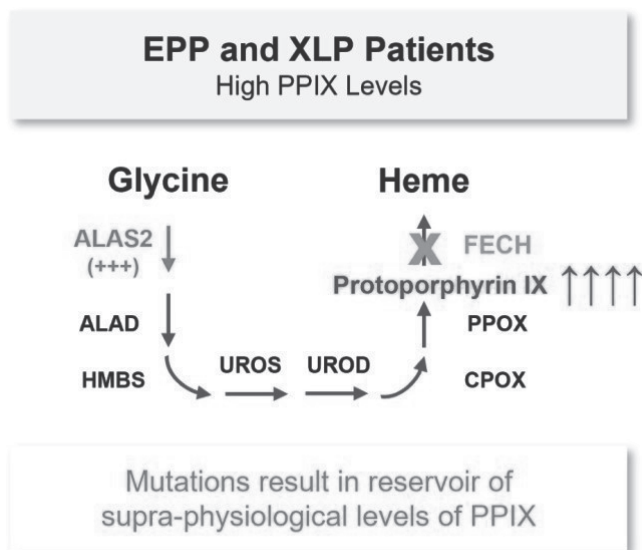 EPP and XLP Patients
High PPIX Levels
Glycine
Heme
ALAS2
(+++)
FECH
Protoporphyrin IX ↑↑↑↑
ALAD
PPOX
HMBS
UROS
UROD
CPOX
Mutations result in reservoir of
supra-physiological levels of PPIX